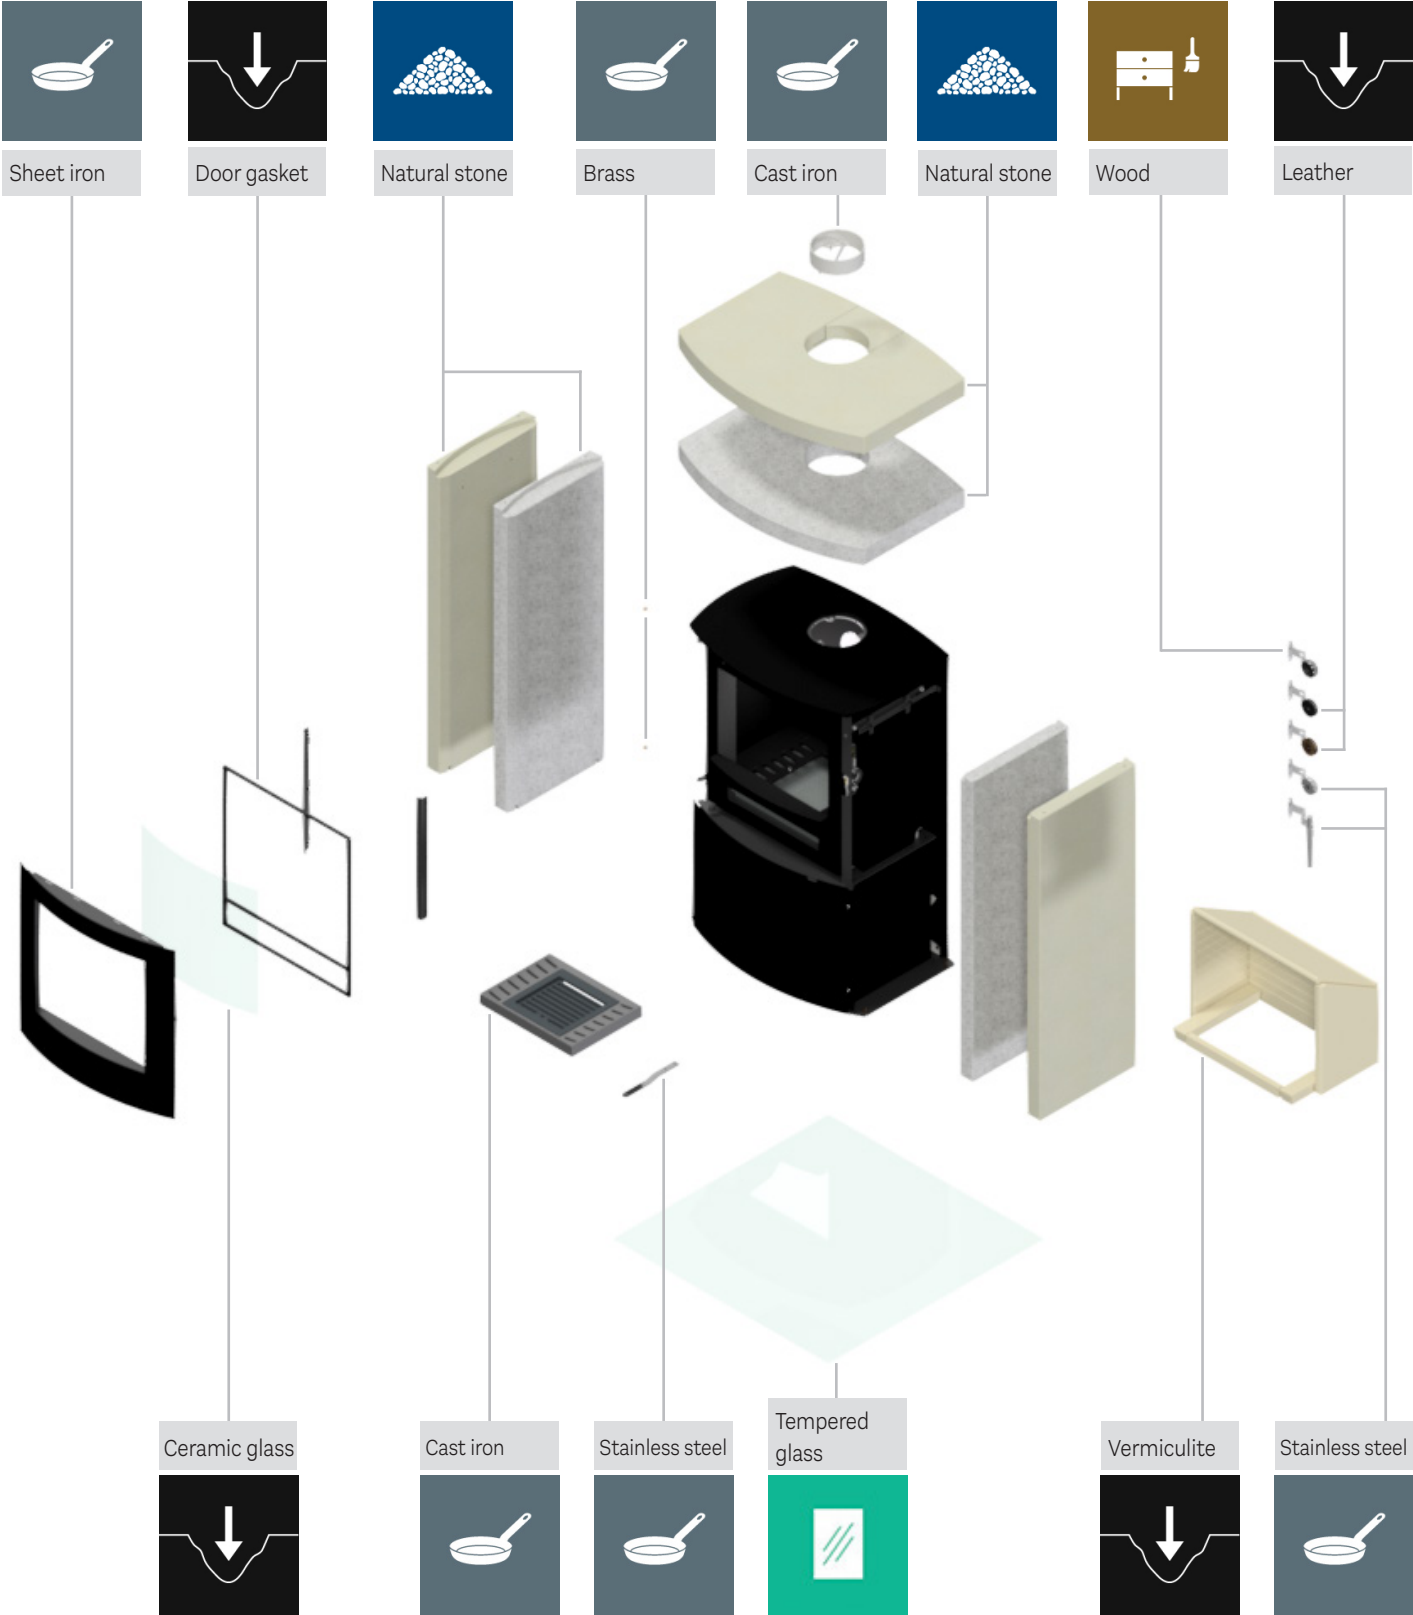 Sheet iron
Door gasket
Natural stone
Brass
Cast iron
Natural stone
Wood
Leather
Ceramic glass
Cast iron
Stainless steel
Tempered
glass
Vermiculite
Stainless steel